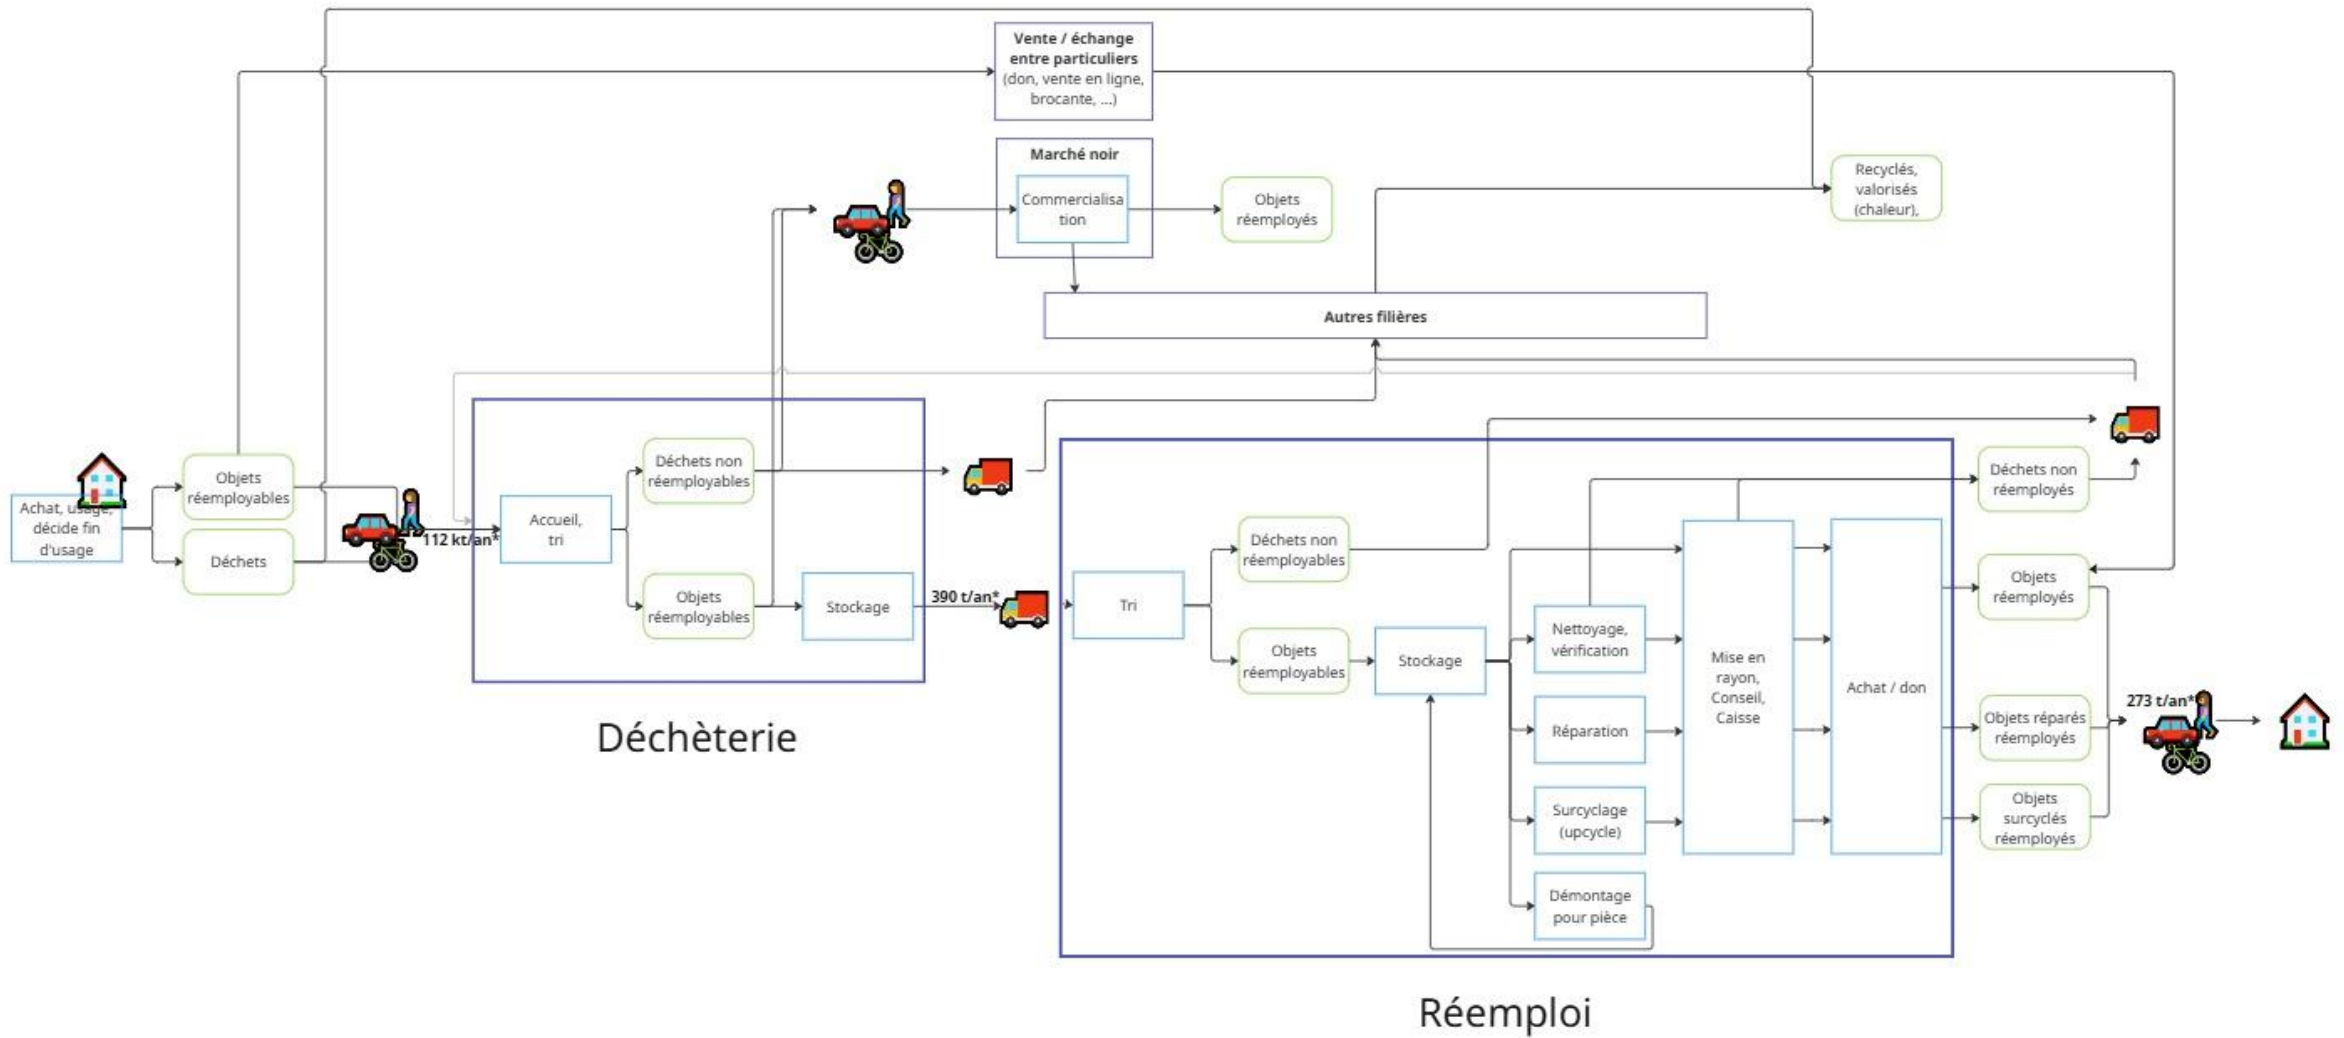 Vente / échange
entre particuliers
(don, vente en ligne,
brocante, ...)
Marché noir
Commercialisa
tion
Objets
réemployés
Recyclés,
valorisés
(chaleur),
Autres filières
Achat, usage,
décide fin
d'usage
Objets
réemployables
Déchets
112 kt/an*
Accueil,
tri
Déchets non
réemployables
Objets
réemployables
Stockage
390 t/an*
Déchèterie
Tri
Déchets non
réemployables
Objets
réemployables
Stockage
Nettoyage,
vérification
Réparation
Surcyclage
(upcycle)
Démontage
pour pièce
Mise en
rayon,
Conseil,
Caisse
Achat / don
Déchets non
réemployés
Objets
réemployés
Objets réparés
réemployés
Objets
surcyclés
réemployés
273 t/an*
Réemploi